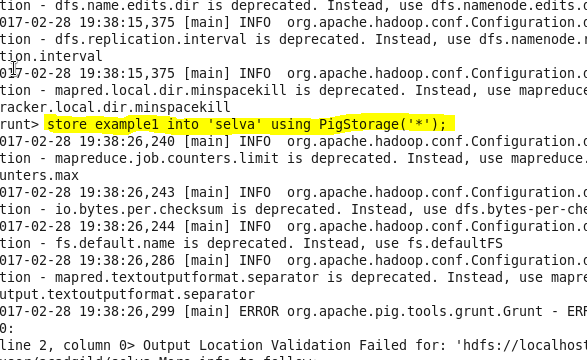 tion - dfs.name.edits.dir is deprecated. Instead, use dfs.namenode.edits.d
017-02-28 19:38:15,375 [main] INFO  org.apache.hadoop.conf.Configuration.d
tion - dfs.replication.interval is deprecated. Instead, use dfs.namenode.r
tion.interval
017-02-28 19:38:15,375 [main] INFO  org.apache.hadoop.conf.Configuration.d
tion - mapred.local.dir.minspacekill is deprecated. Instead, use mapreduce
racker.local.dir.minspacekill
runt> store example1 into 'selva' using PigStorage('*');
017-02-28 19:38:26,240 [main] INFO  org.apache.hadoop.conf.Configuration.d
tion - mapreduce.job.counters.limit is deprecated. Instead, use mapreduce.
unters.max
017-02-28 19:38:26,243 [main] INFO  org.apache.hadoop.conf.Configuration.d
tion - io.bytes.per.checksum is deprecated. Instead, use dfs.bytes-per-che
017-02-28 19:38:26,244 [main] INFO  org.apache.hadoop.conf.Configuration.d
tion - fs.default.name is deprecated. Instead, use fs.defaultFS
017-02-28 19:38:26,286 [main] INFO  org.apache.hadoop.conf.Configuration.d
tion - mapred.textoutputformat.separator is deprecated. Instead, use mapre
utput.textoutputformat.separator
017-02-28 19:38:26,299 [main] ERROR org.apache.pig.tools.grunt.Grunt - ERR
0:
line 2, column 0> Output Location Validation Failed for: 'hdfs://localhost
user/acadgild/selva More info to follow: